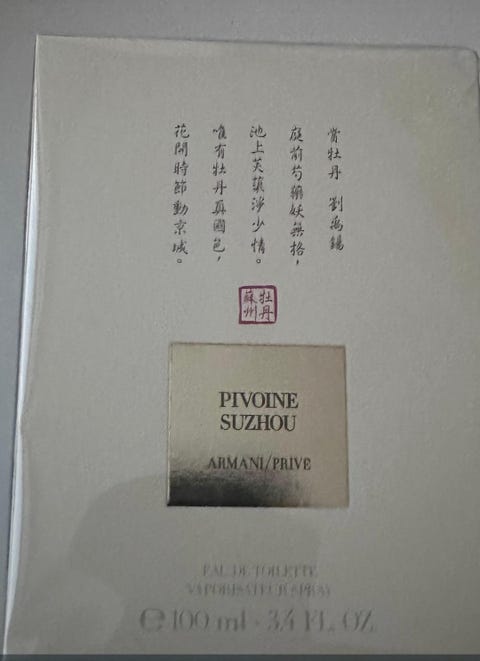 賞牡丹 劉禹錫
庭前芍藥妖無格，
池上芙蕖淨少情。
唯有牡丹真國色，
花開時節動京城。
牡丹蘇州
PIVOINE
SUZHOU
ARMANI/PRIVÉ
EAU DE TOILETTE
VAPORISATEUR SPRAY
℮ 100 ml - 3.4 FL. OZ